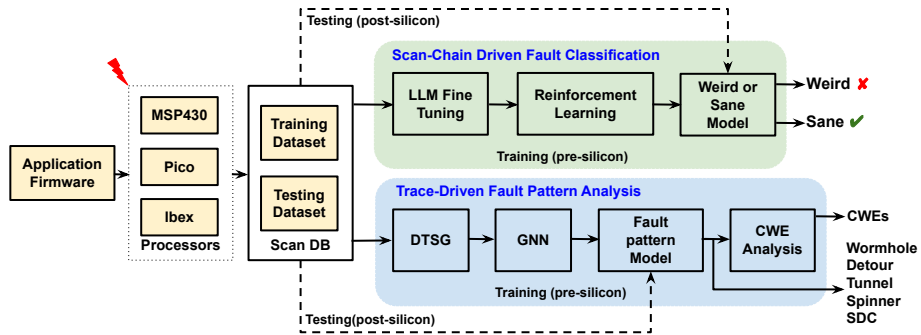 Testing (post-silicon)
Scan-Chain Driven Fault Classification
LLM Fine
Tuning
Reinforcement
Learning
Weird or
Sane
Model
Weird ✘
Sane ✔
Training (pre-silicon)
MSP430
Pico
Ibex
Processors
Application
Firmware
Training
Dataset
Testing
Dataset
Scan DB
Trace-Driven Fault Pattern Analysis
DTSG
GNN
Fault
pattern
Model
CWE
Analysis
CWEs
Wormhole
Detour
Tunnel
Spinner
SDC
Training (pre-silicon)
Testing(post-silicon)